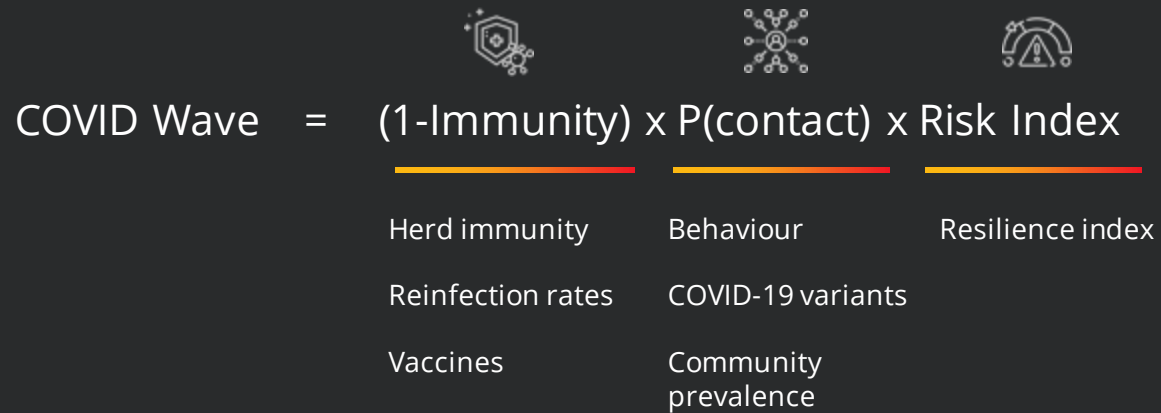 COVID Wave = (1-Immunity) x P(contact) x Risk Index
Herd immunity
Reinfection rates
Vaccines
Behaviour
COVID-19 variants
Community
prevalence
Resilience index